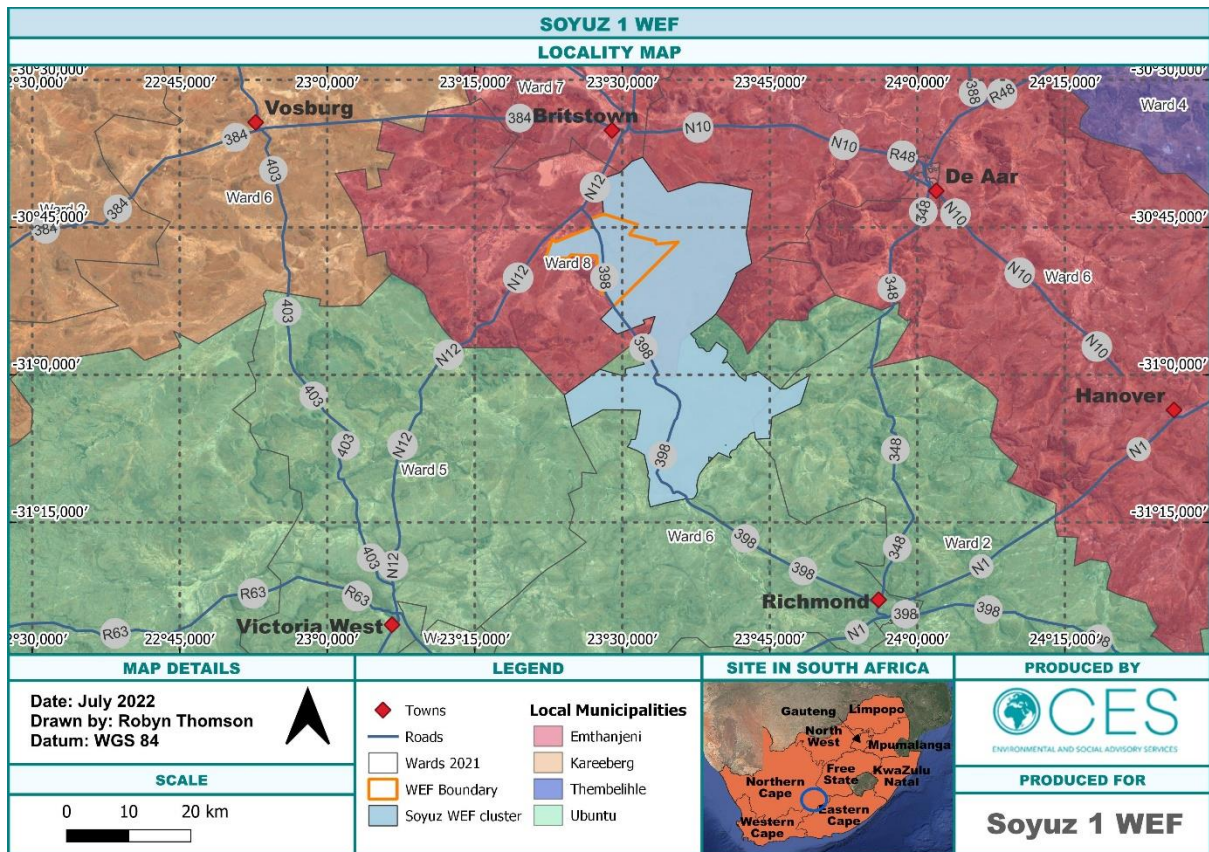 SOYUZ 1 WEF
LOCALITY MAP
-30°30,000′
22°45,000′
23°0,000′
23°15,000′
23°30,000′
23°45,000′
24°0,000′
24°15,000′
-30°30,000′
388
R48
Ward 7
Ward 4
Vosburg
384
Britstown
384
N10
N10
R48
403
De Aar
Ward 6
N12
384
348
N10
384
-30°45,000′
-30°45,000′
Ward 8
398
N12
N10
Ward 6
348
403
N10
398
N12
-31°0,000′
-31°0,000′
403
Hanover
403
N12
398
348
N1
Ward 5
-31°15,000′
-31°15,000′
Ward 6
398
348
Ward 2
403
N12
N1
398
R63
R63
Richmond
398
398
Victoria West
R63
N1
22°45,000′
23°0,000′
23°15,000′
23°30,000′
23°45,000′
24°0,000′
24°15,000′
MAP DETAILS
Date: July 2022
Drawn by: Robyn Thomson
Datum: WGS 84
SCALE
0 10 20 km
LEGEND
Towns
Roads
Wards 2021
WEF Boundary
Soyuz WEF cluster
Local Municipalities
Emthanjeni
Kareeberg
Thembelihle
Ubuntu
SITE IN SOUTH AFRICA
Limpopo
Gauteng
North West
Mpumalanga
Free State
KwaZulu Natal
Northern Cape
Eastern Cape
Western Cape
PRODUCED BY
CES
ENVIRONMENTAL AND SOCIAL ADVISORY SERVICES
PRODUCED FOR
Soyuz 1 WEF